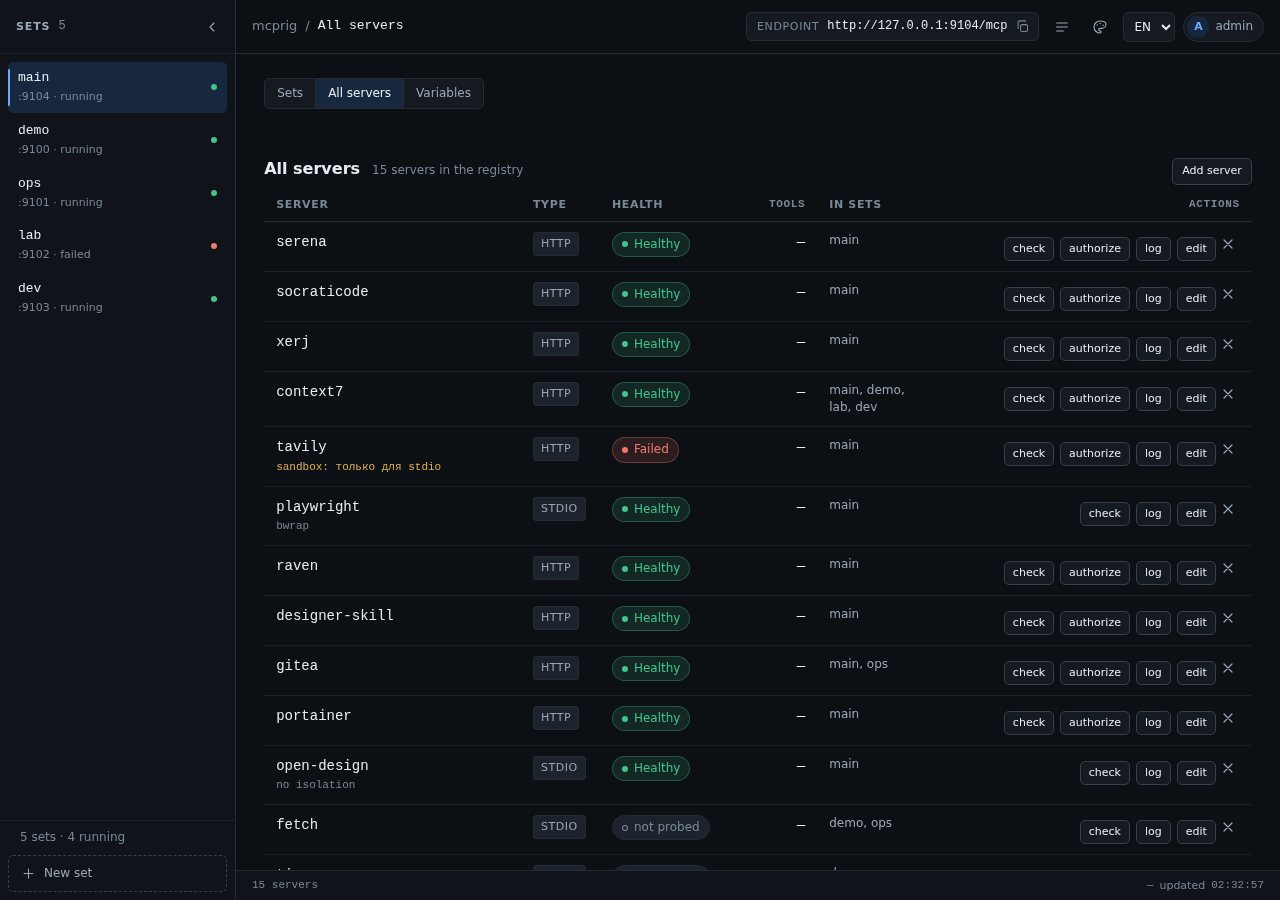 SETS 5
mcprig / All servers
ENDPOINT http://127.0.0.1:9104/mcp
EN
A admin
main
:9104 · running
demo
:9100 · running
ops
:9101 · running
lab
:9102 · failed
dev
:9103 · running
5 sets · 4 running
New set
Sets All servers Variables
All servers 15 servers in the registry
Add server
SERVER TYPE HEALTH TOOLS IN SETS ACTIONS
serena HTTP Healthy — main check authorize log edit
socraticode HTTP Healthy — main check authorize log edit
xerj HTTP Healthy — main check authorize log edit
context7 HTTP Healthy — main, demo, check authorize log edit
lab, dev
tavily HTTP Failed — main check authorize log edit
sandbox: только для stdio
playwright STDIO Healthy — main check log edit
bwrap
raven HTTP Healthy — main check authorize log edit
designer-skill HTTP Healthy — main check authorize log edit
gitea HTTP Healthy — main, ops check authorize log edit
portainer HTTP Healthy — main check authorize log edit
open-design STDIO Healthy — main check log edit
no isolation
fetch STDIO not probed — demo, ops check log edit
15 servers
— updated 02:32:57